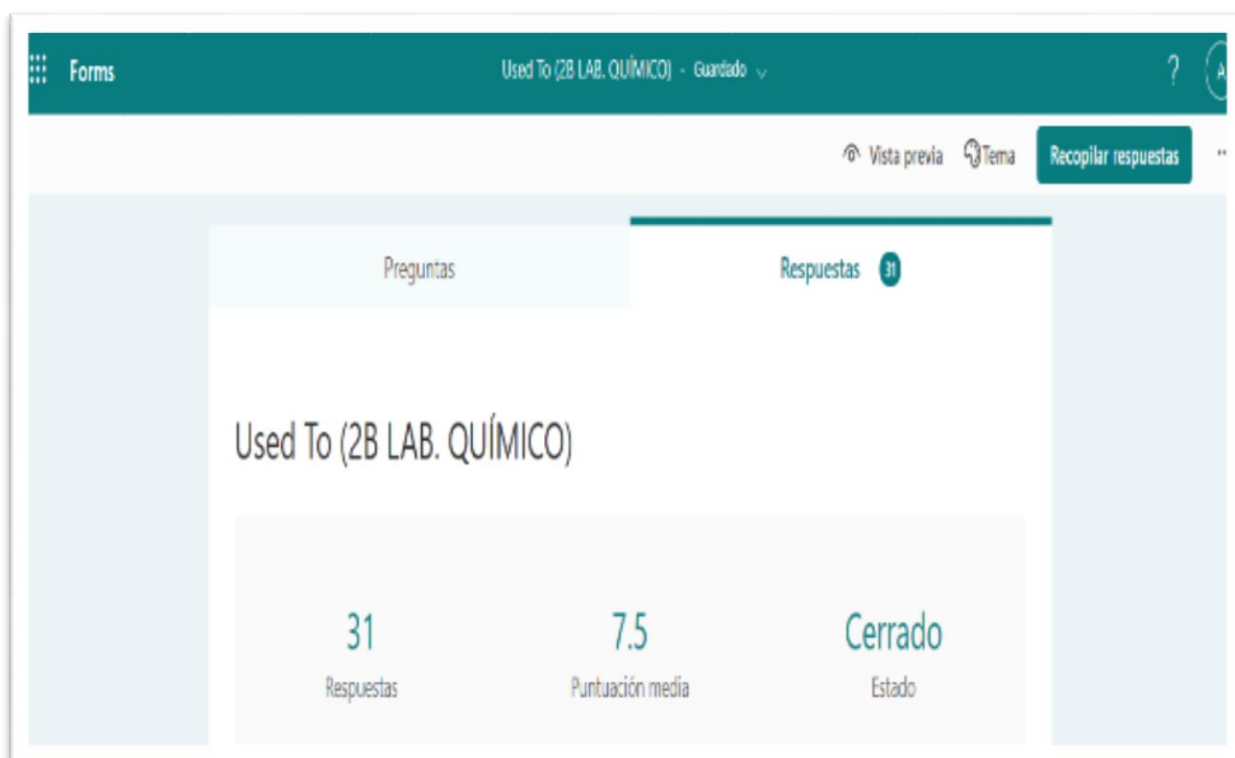 Forms
Used To (2B LAB. QUÍMICO) - Guardado
?
A
Vista previa
Tema
Recopilar respuestas
Preguntas
Respuestas 31
Used To (2B LAB. QUÍMICO)
31
7.5
Cerrado
Respuestas
Puntuación media
Estado